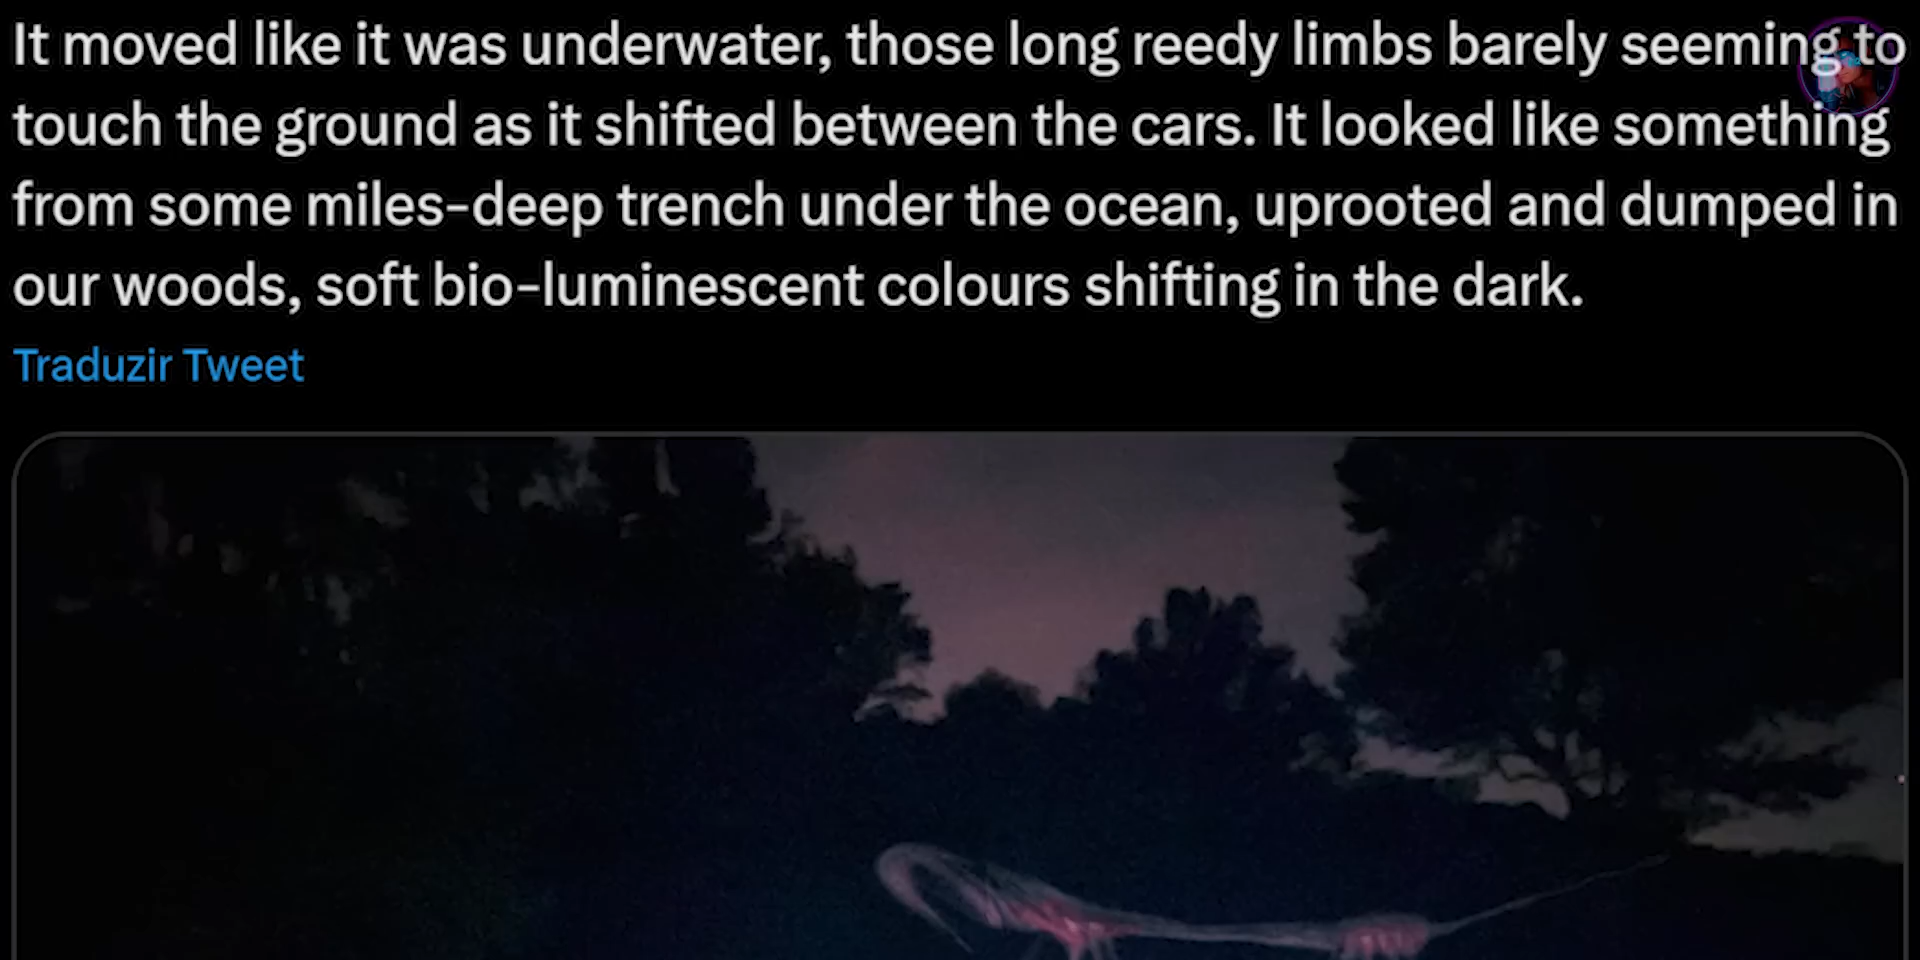 It moved like it was underwater, those long reedy limbs barely seeming to
touch the ground as it shifted between the cars. It looked like something
from some miles-deep trench under the ocean, uprooted and dumped in
our woods, soft bio-luminescent colours shifting in the dark.
Traduzir Tweet